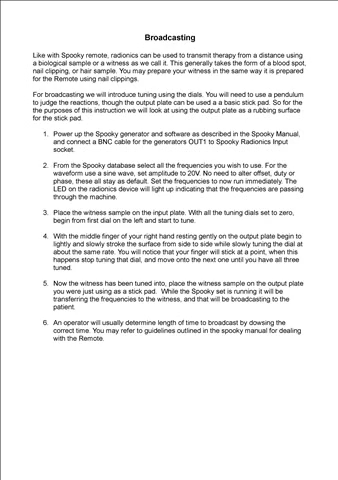 Broadcasting
Like with Spooky remote, radionics can be used to transmit therapy from a distance using
a biological sample or a witness as we call it. This generally takes the form of a blood spot,
nail clipping, or hair sample. You may prepare your witness in the same way it is prepared
for the Remote using nail clippings.
For broadcasting we will introduce tuning using the dials. You will need to use a pendulum
to judge the reactions, though the output plate can be used a a basic stick pad. So for the
the purposes of this instruction we will look at using the output plate as a rubbing surface
for the stick pad.
1. Power up the Spooky generator and software as described in the Spooky Manual,
and connect a BNC cable for the generators OUT1 to Spooky Radionics Input
socket.
2. From the Spooky database select all the frequencies you wish to use. For the
waveform use a sine wave, set amplitude to 20V. No need to alter offset, duty or
phase, these all stay as default. Set the frequencies to now run immediately. The
LED on the radionics device will light up indicating that the frequencies are passing
through the machine.
3. Place the witness sample on the input plate. With all the tuning dials set to zero,
begin from first dial on the left and start to tune.
4. With the middle finger of your right hand resting gently on the output plate begin to
lightly and slowly stroke the surface from side to side while slowly tuning the dial at
about the same rate. You will notice that your finger will stick at a point, when this
happens stop tuning that dial, and move onto the next one until you have all three
tuned.
5. Now the witness has been tuned into, place the witness sample on the output plate
you were just using as a stick pad. While the Spooky set is running it will be
transferring the frequencies to the witness, and that will be broadcasting to the
patient.
6. An operator will usually determine length of time to broadcast by dowsing the
correct time. You may refer to guidelines outlined in the spooky manual for dealing
with the Remote.